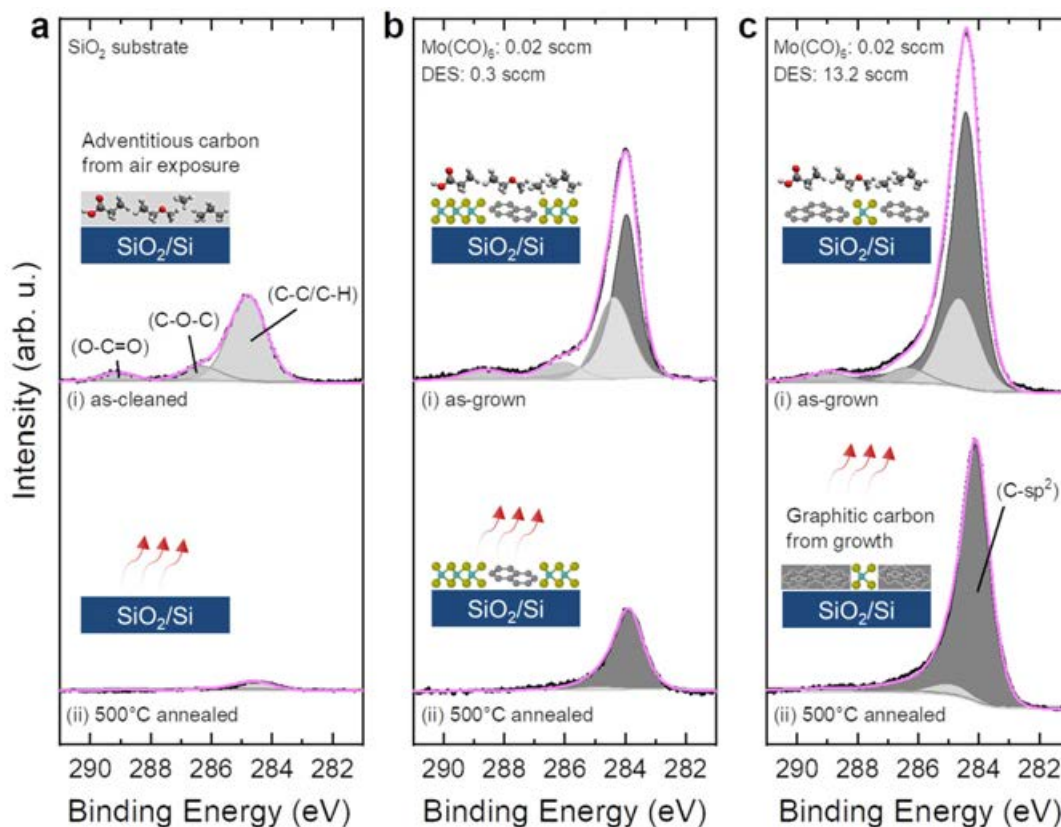 Intensity (arb. u.)
a
SiO₂ substrate
Adventitious carbon
from air exposure
SiO₂/Si
(O-C=O)
(C-O-C)
(C-C/C-H)
(i) as-cleaned
SiO₂/Si
(ii) 500°C annealed
290 288 286 284 282
Binding Energy (eV)
b
Mo(CO)₆: 0.02 sccm
DES: 0.3 sccm
SiO₂/Si
(i) as-grown
SiO₂/Si
(ii) 500°C annealed
290 288 286 284 282
Binding Energy (eV)
c
Mo(CO)₆: 0.02 sccm
DES: 13.2 sccm
SiO₂/Si
(i) as-grown
(C-sp²)
Graphitic carbon
from growth
SiO₂/Si
(ii) 500°C annealed
290 288 286 284 282
Binding Energy (eV)